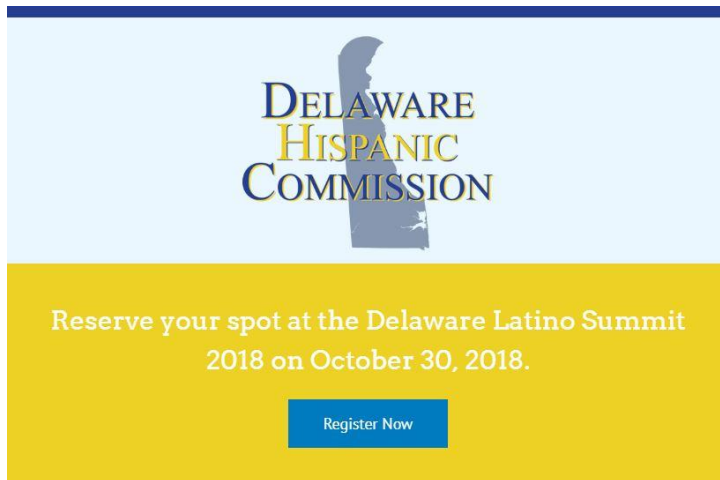 DELAWARE
HISPANIC
COMMISSION
Reserve your spot at the Delaware Latino Summit
2018 on October 30, 2018.
Register Now